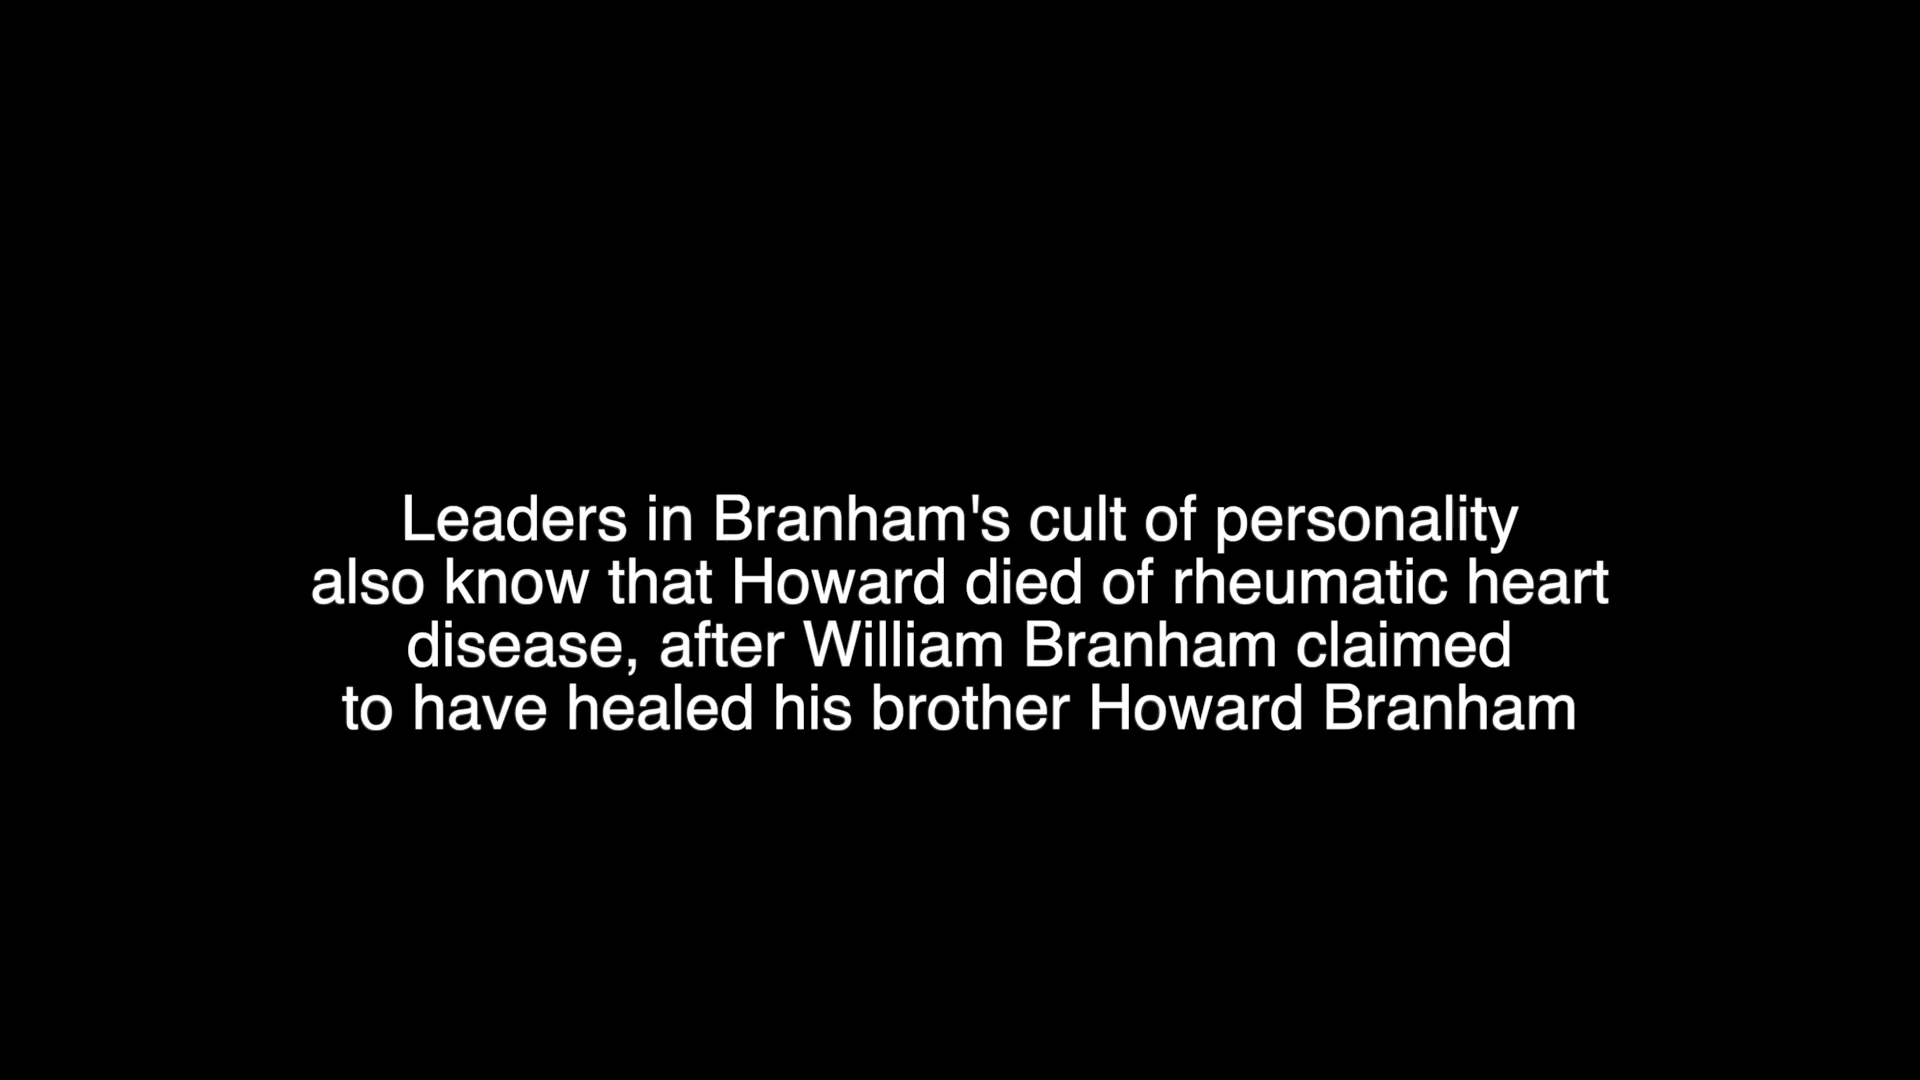 Leaders in Branham's cult of personality
also know that Howard died of rheumatic heart
disease, after William Branham claimed
to have healed his brother Howard Branham